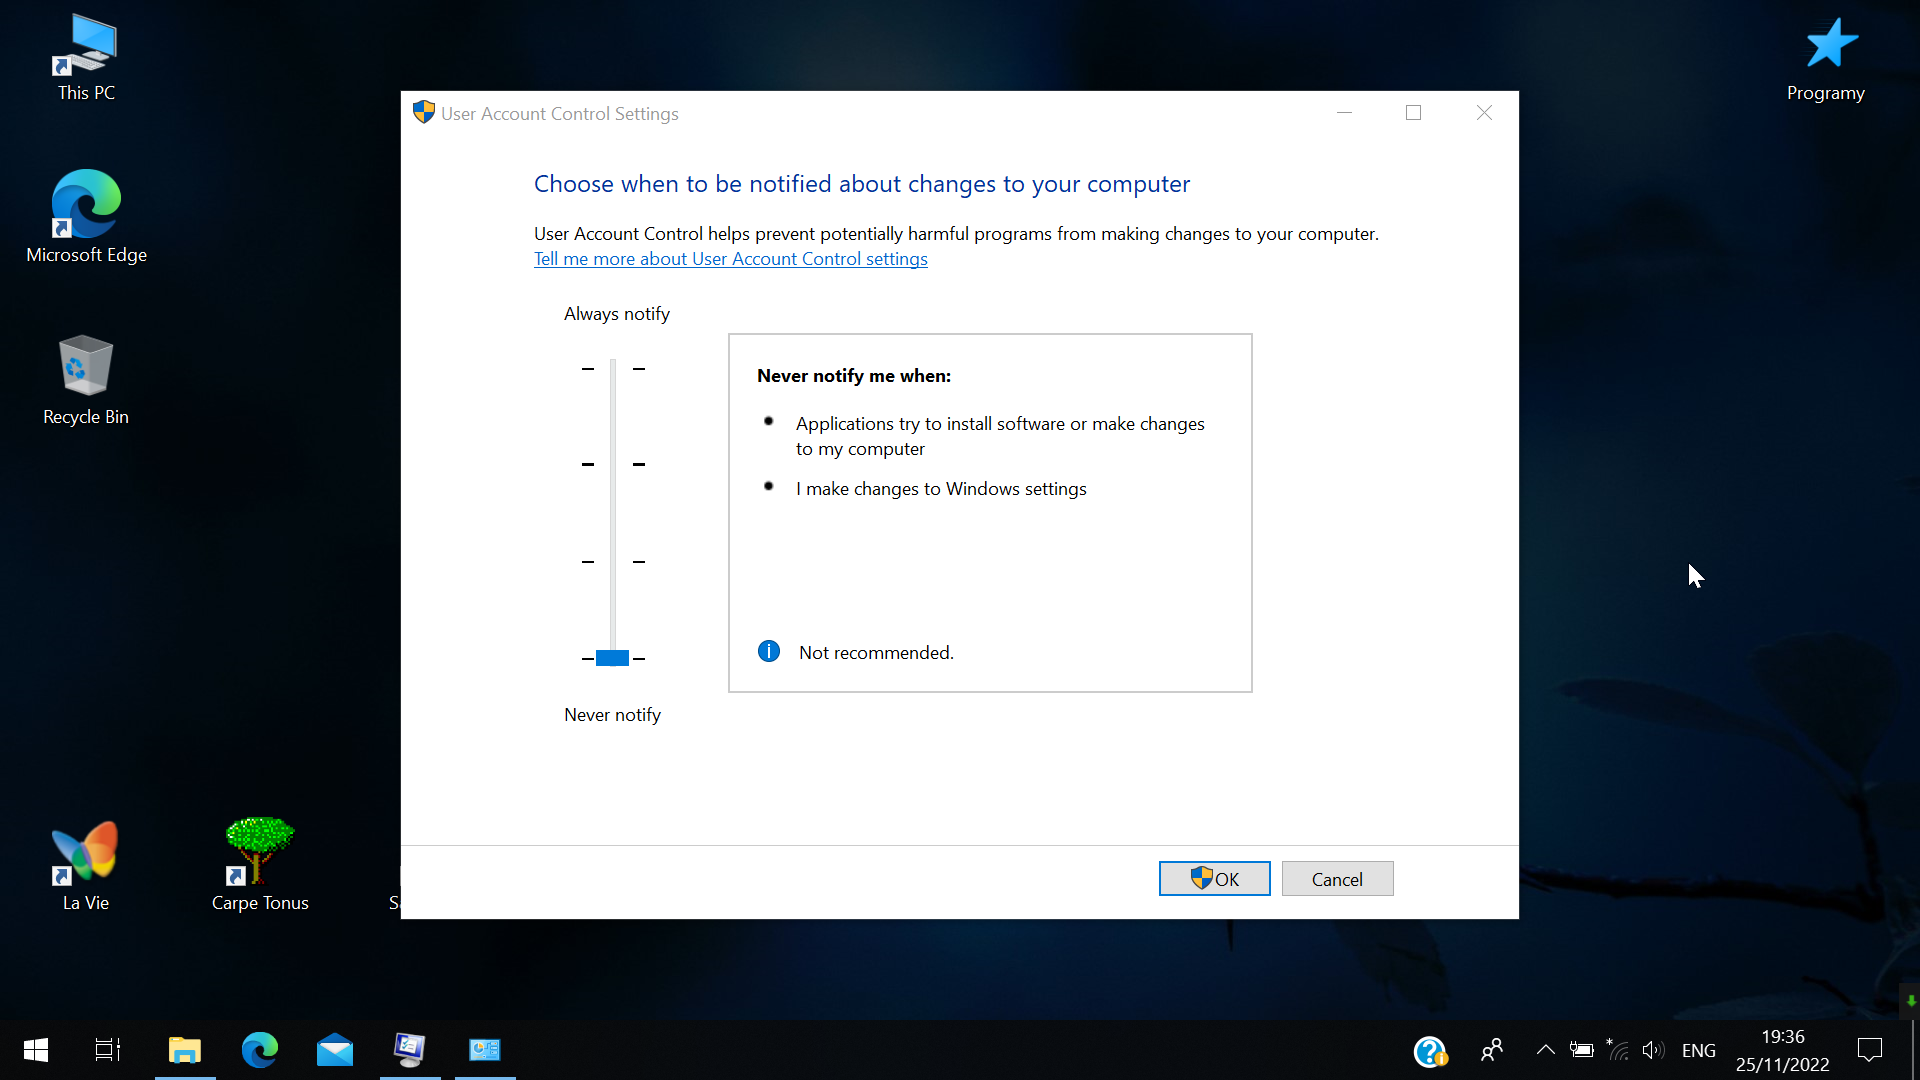 This PC
Programy
User Account Control Settings
Choose when to be notified about changes to your computer
User Account Control helps prevent potentially harmful programs from making changes to your computer.
Tell me more about User Account Control settings
Microsoft Edge
Always notify
Never notify me when:
Applications try to install software or make changes
to my computer
I make changes to Windows settings
Recycle Bin
Not recommended.
Never notify
OK
Cancel
La Vie
Carpe Tonus
ENG
19:36
25/11/2022